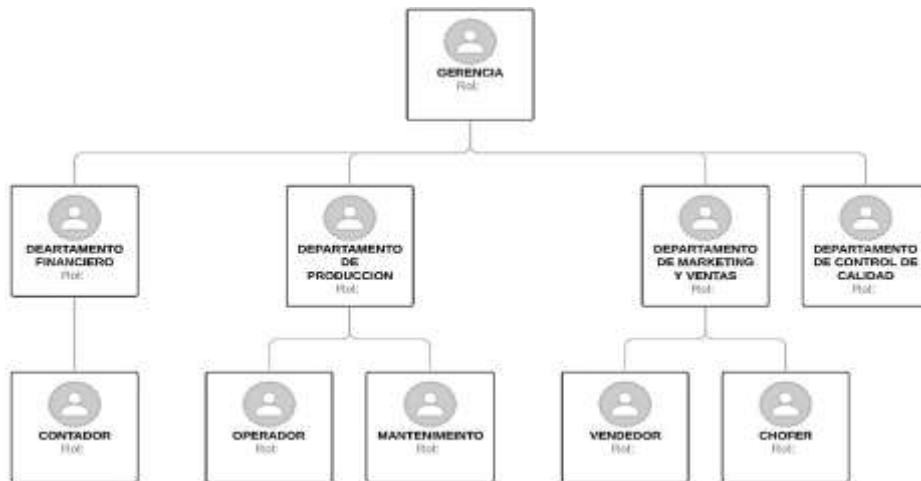 GERENCIA
Rol:
DEARTAMENTO
FINANCIERO
Rol:
DEPARTAMENTO
DE
PRODUCCION
Rol:
DEPARTAMENTO
DE MARKETING
Y VENTAS
Rol:
DEPARTAMENTO
DE CONTROL DE
CALIDAD
Rol:
CONTADOR
Rol:
OPERADOR
Rol:
MANTENIMEINTO
Rol:
VENDEDOR
Rol:
CHOFER
Rol: